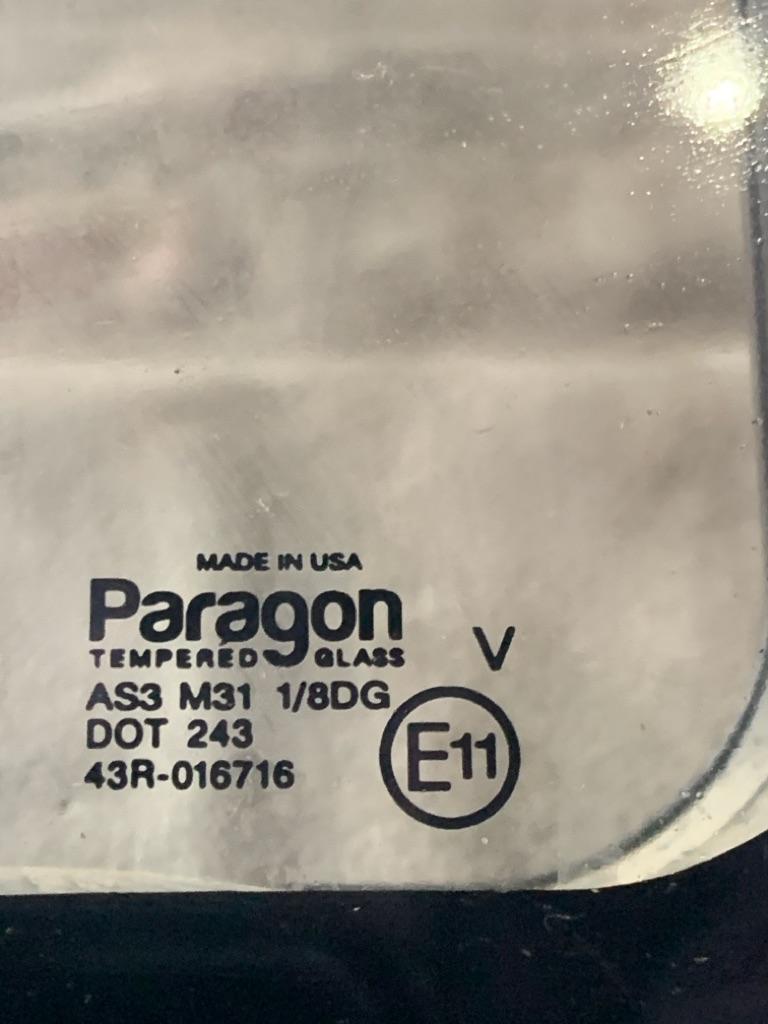 MADE IN USA
Paragon
TEMPERED GLASS
V
AS3 M31 1/8DG
DOT 243
E11
43R-016716